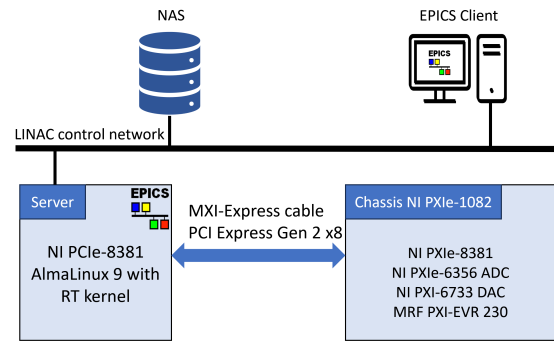 NAS
EPICS Client
EPICS
LINAC control network
Server
EPICS
NI PCIe-8381
AlmaLinux 9 with
RT kernel
MXI-Express cable
PCI Express Gen 2 x8
Chassis NI PXIe-1082
NI PXIe-8381
NI PXIe-6356 ADC
NI PXI-6733 DAC
MRF PXI-EVR 230